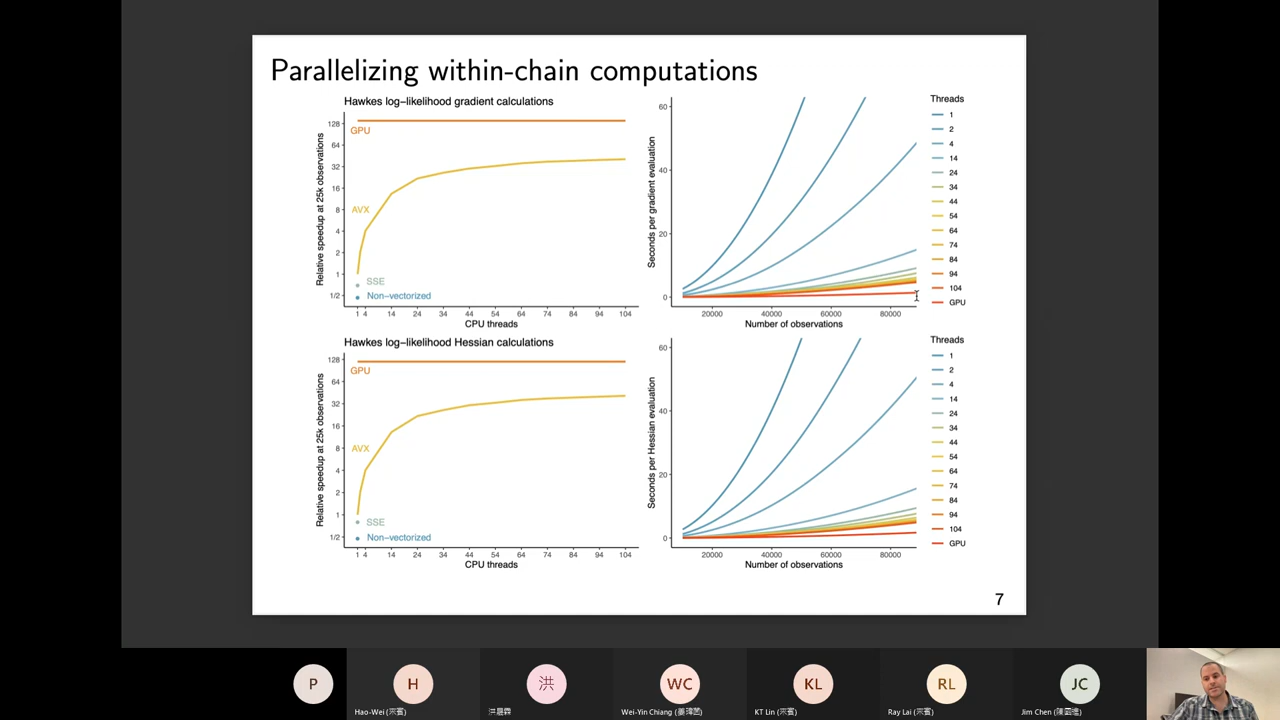 Parallelizing within-chain computations
Hawkes log-likelihood gradient calculations
Relative speedup at 25k observations
128
64
32
16
8
4
2
1
1/2
GPU
AVX
SSE
Non-vectorized
1 4 14 24 34 44 54 64 74 84 94 104
CPU threads
Seconds per gradient evaluation
60
40
20
0
20000 40000 60000 80000
Number of observations
Threads
1
2
4
14
24
34
44
54
64
74
84
94
104
GPU
Hawkes log-likelihood Hessian calculations
Relative speedup at 25k observations
128
64
32
16
8
4
2
1
1/2
GPU
AVX
SSE
Non-vectorized
1 4 14 24 34 44 54 64 74 84 94 104
CPU threads
Seconds per Hessian evaluation
60
40
20
0
20000 40000 60000 80000
Number of observations
Threads
1
2
4
14
24
34
44
54
64
74
84
94
104
GPU
7
P
H
洪
WC
KL
RL
JC
Hao-Wei (來賓)
Wei-Yin Chiang
KT Lin (來賓)
Ray Lai (來賓)
Jim Chen